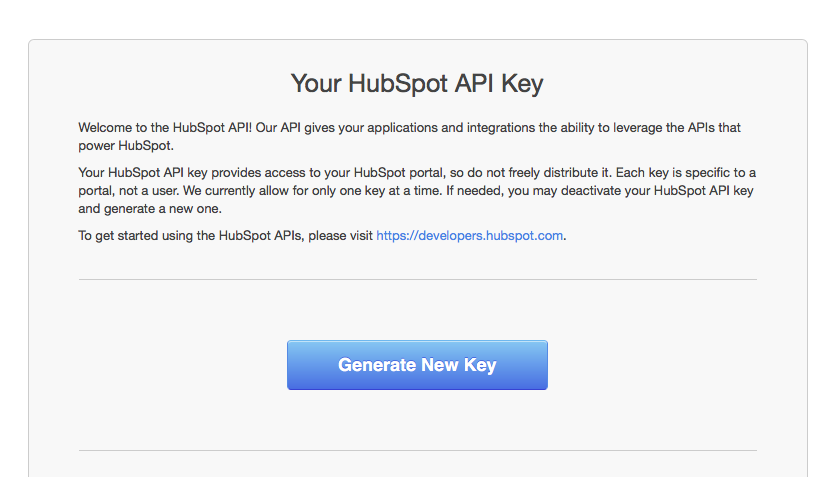 Your HubSpot API Key
Welcome to the HubSpot API! Our API gives your applications and integrations the ability to leverage the APIs that
power HubSpot.
Your HubSpot API key provides access to your HubSpot portal, so do not freely distribute it. Each key is specific to a
portal, not a user. We currently allow for only one key at a time. If needed, you may deactivate your HubSpot API key
and generate a new one.
To get started using the HubSpot APIs, please visit https://developers.hubspot.com.
Generate New Key